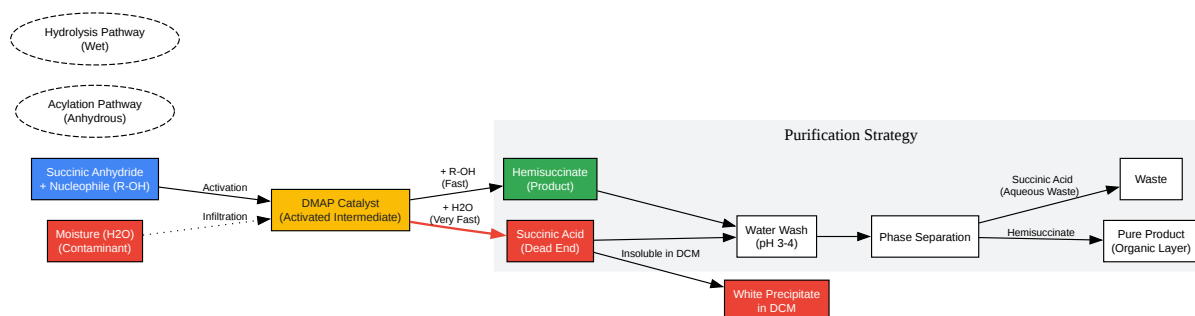 Hydrolysis Pathway
(Wet)
Acylation Pathway
(Anhydrous)
Purification Strategy
Succinic Anhydride
+ Nucleophile (R-OH)
Activation
Moisture (H2O)
(Contaminant)
Infiltration
DMAP Catalyst
(Activated Intermediate)
+ R-OH
(Fast)
+ H2O
(Very Fast)
Hemisuccinate
(Product)
Succinic Acid
(Dead End)
Insoluble in DCM
White Precipitate
in DCM
Water Wash
(pH 3-4)
Phase Separation
Succinic Acid
(Aqueous Waste)
Waste
Hemisuccinate
Pure Product
(Organic Layer)